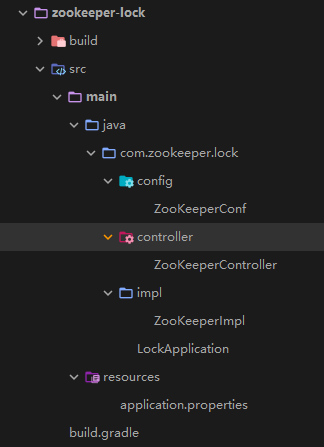 zookeeper-lock
build
src
main
java
com.zookeeper.lock
config
ZooKeeperConf
controller
ZooKeeperController
impl
ZooKeeperImpl
LockApplication
resources
application.properties
build.gradle